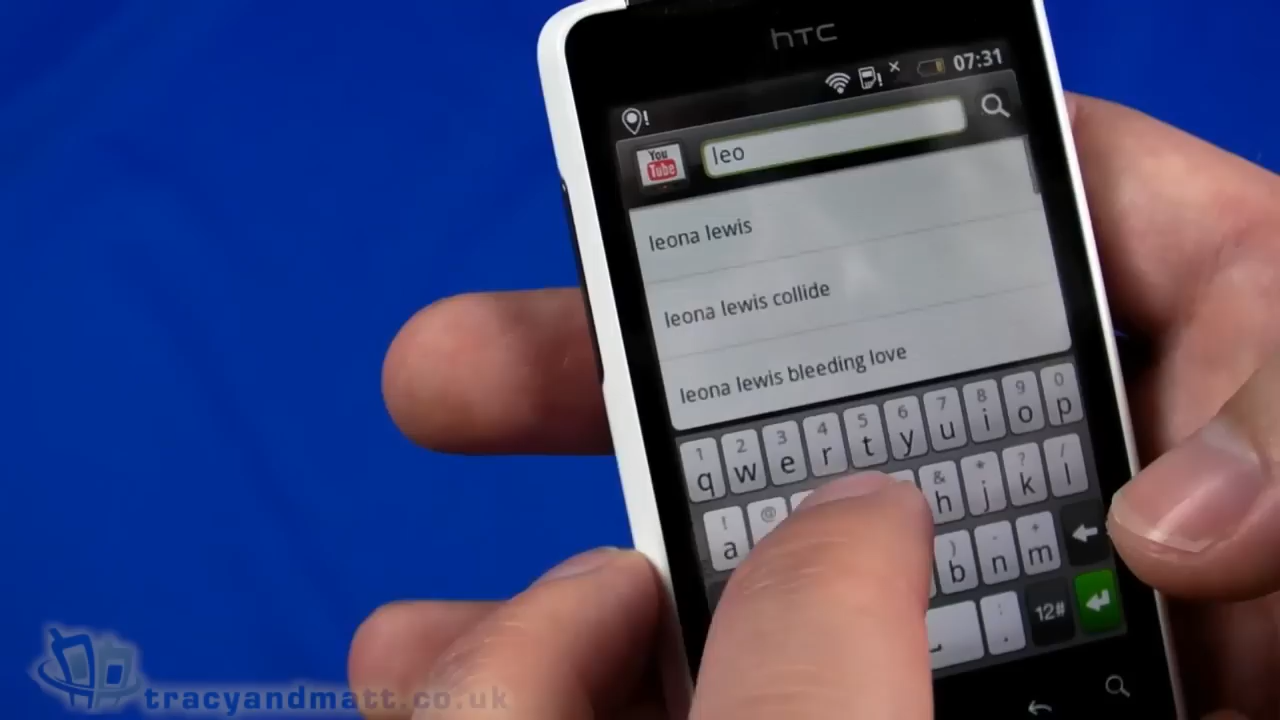 hTC
07:31
You
Tube
leo
leona lewis
leona lewis collide
leona lewis bleeding love
1 2 3 4 5 6 7 8 9 0
q w e r t y u i o p
! @ & * ? /
a h j k l
) - +
b n m
: . 12#
tracyandmatt.co.uk